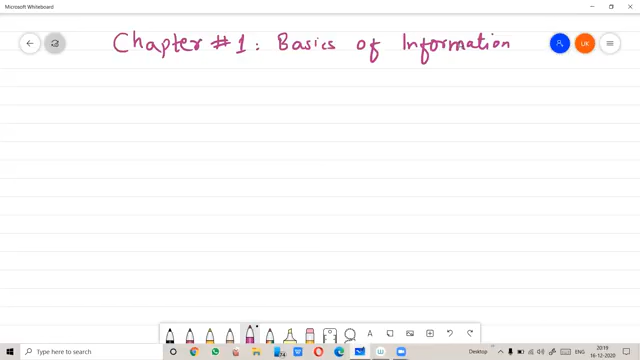 Microsoft Whiteboard
Chapter # 1 : Basics of Information
UK
A
Type here to search
74
Desktop
ENG
20:19
16-12-2020